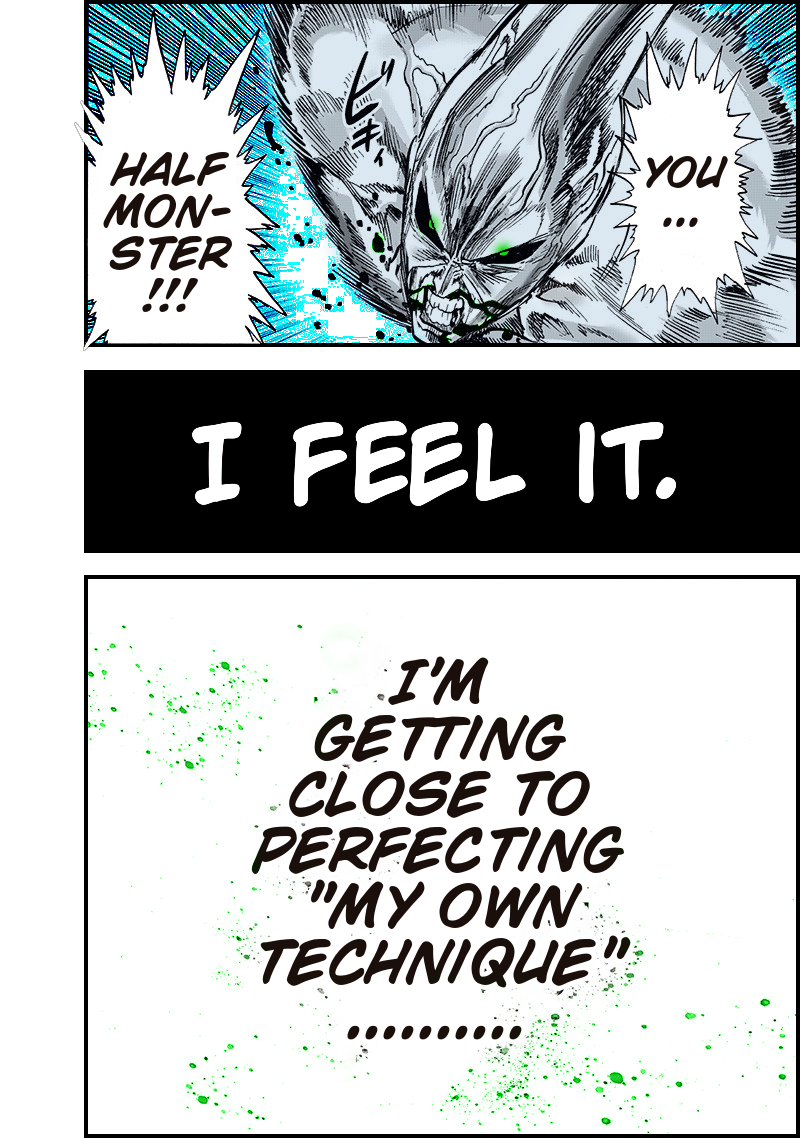 YOU
...
HALF
MON-
STER
!!!
ビキィ
I FEEL IT.
I'M
GETTING
CLOSE TO
PERFECTING
"MY OWN
TECHNIQUE"
..........